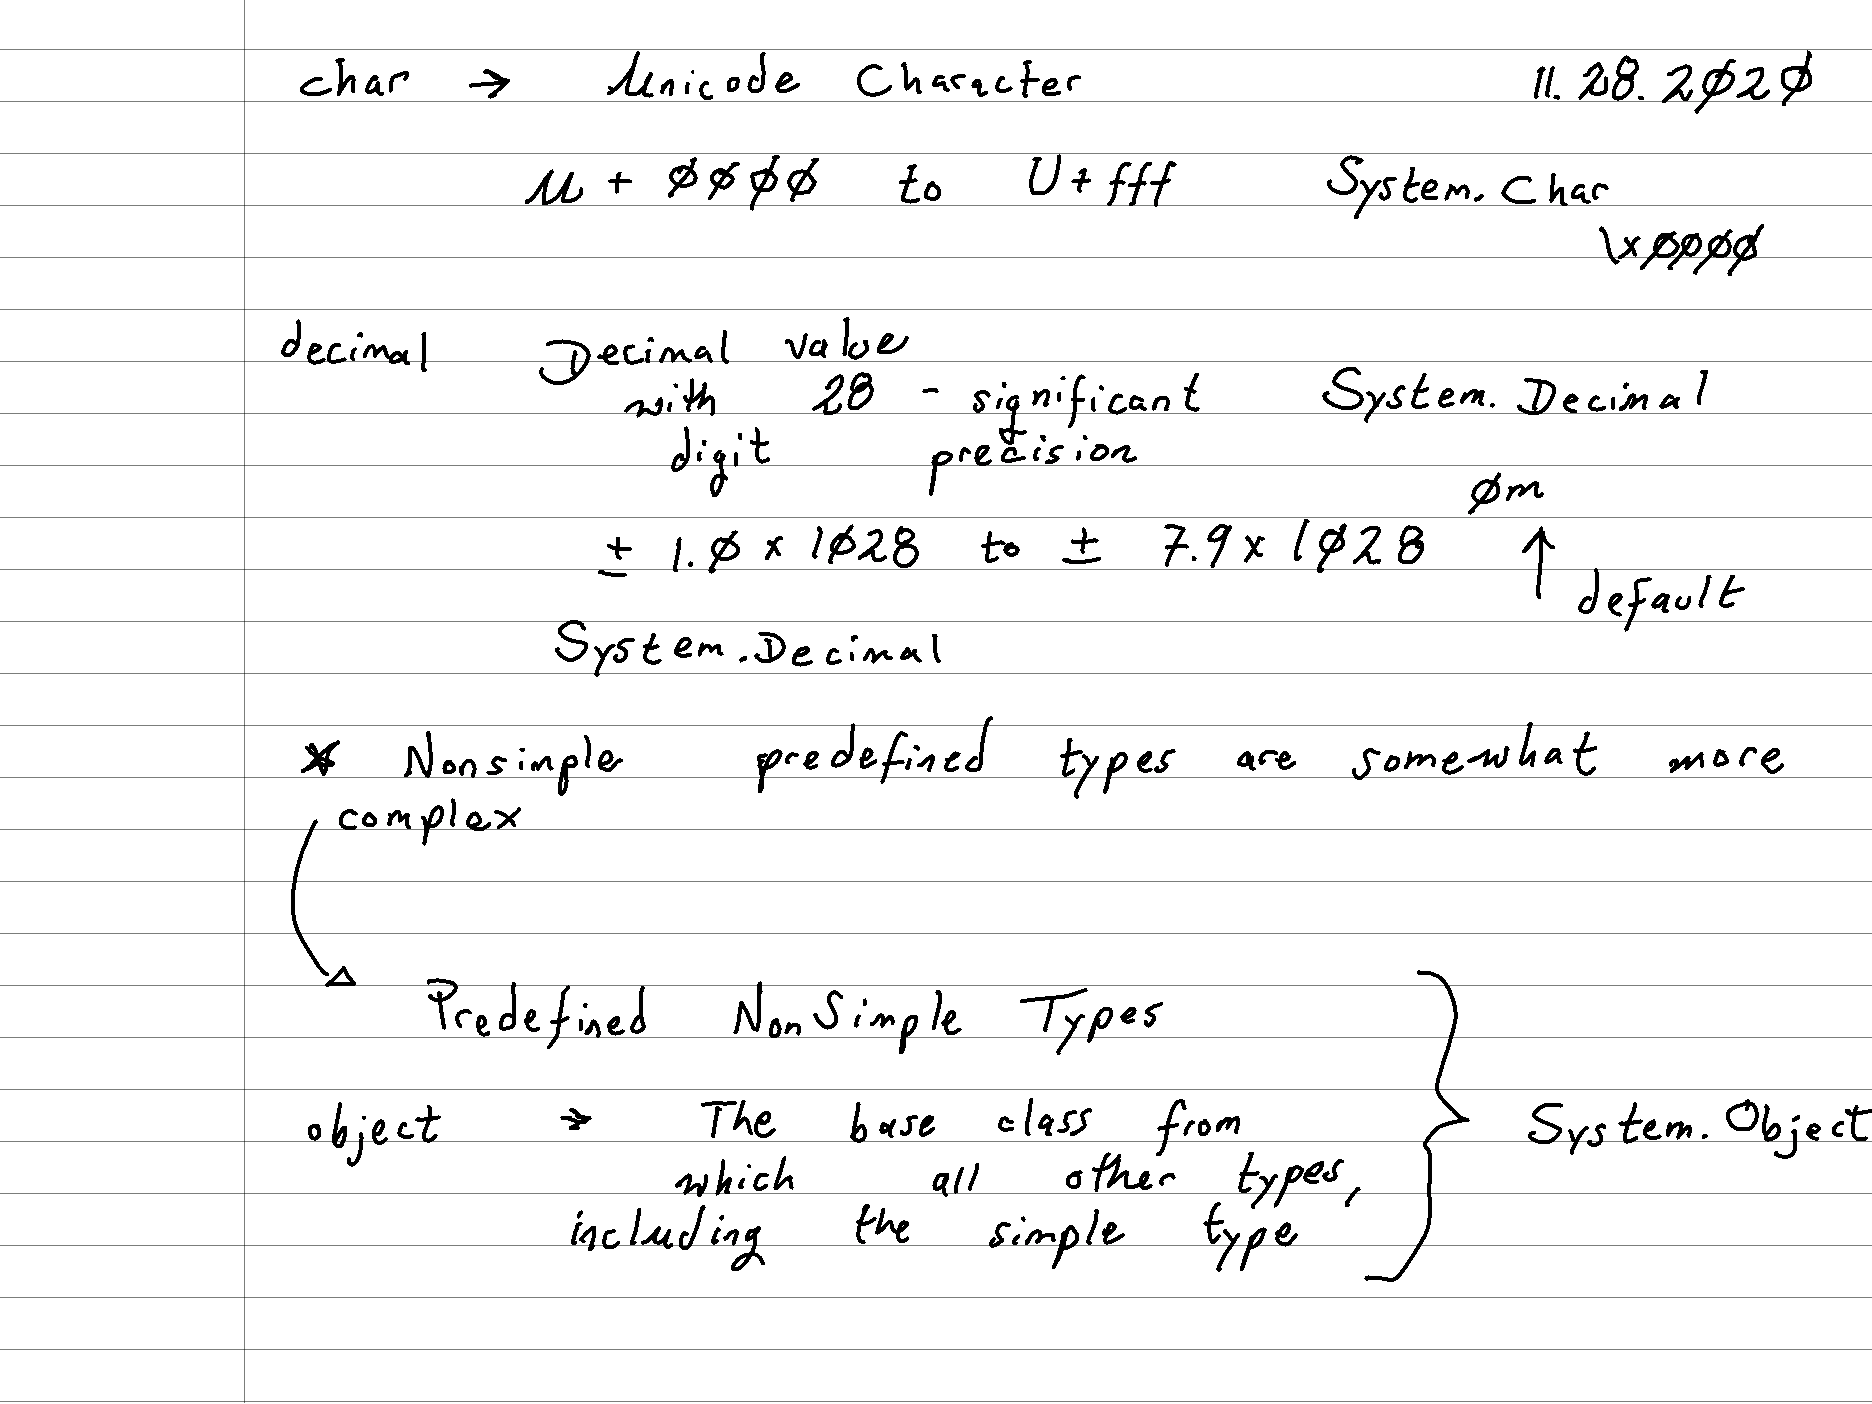 char → Unicode Character 11.28.2020
U + 0000 to U + fff System.Char
\x0000
decimal Decimal value
with 28 - significant System.Decimal
digit precision
0m
± 1.0 x 1028 to ± 7.9 x 1028
↑ default
System.Decimal
* Nonsimple predefined types are somewhat more
complex
Predefined NonSimple Types
object → The base class from System.Object
which all other types,
including the simple type